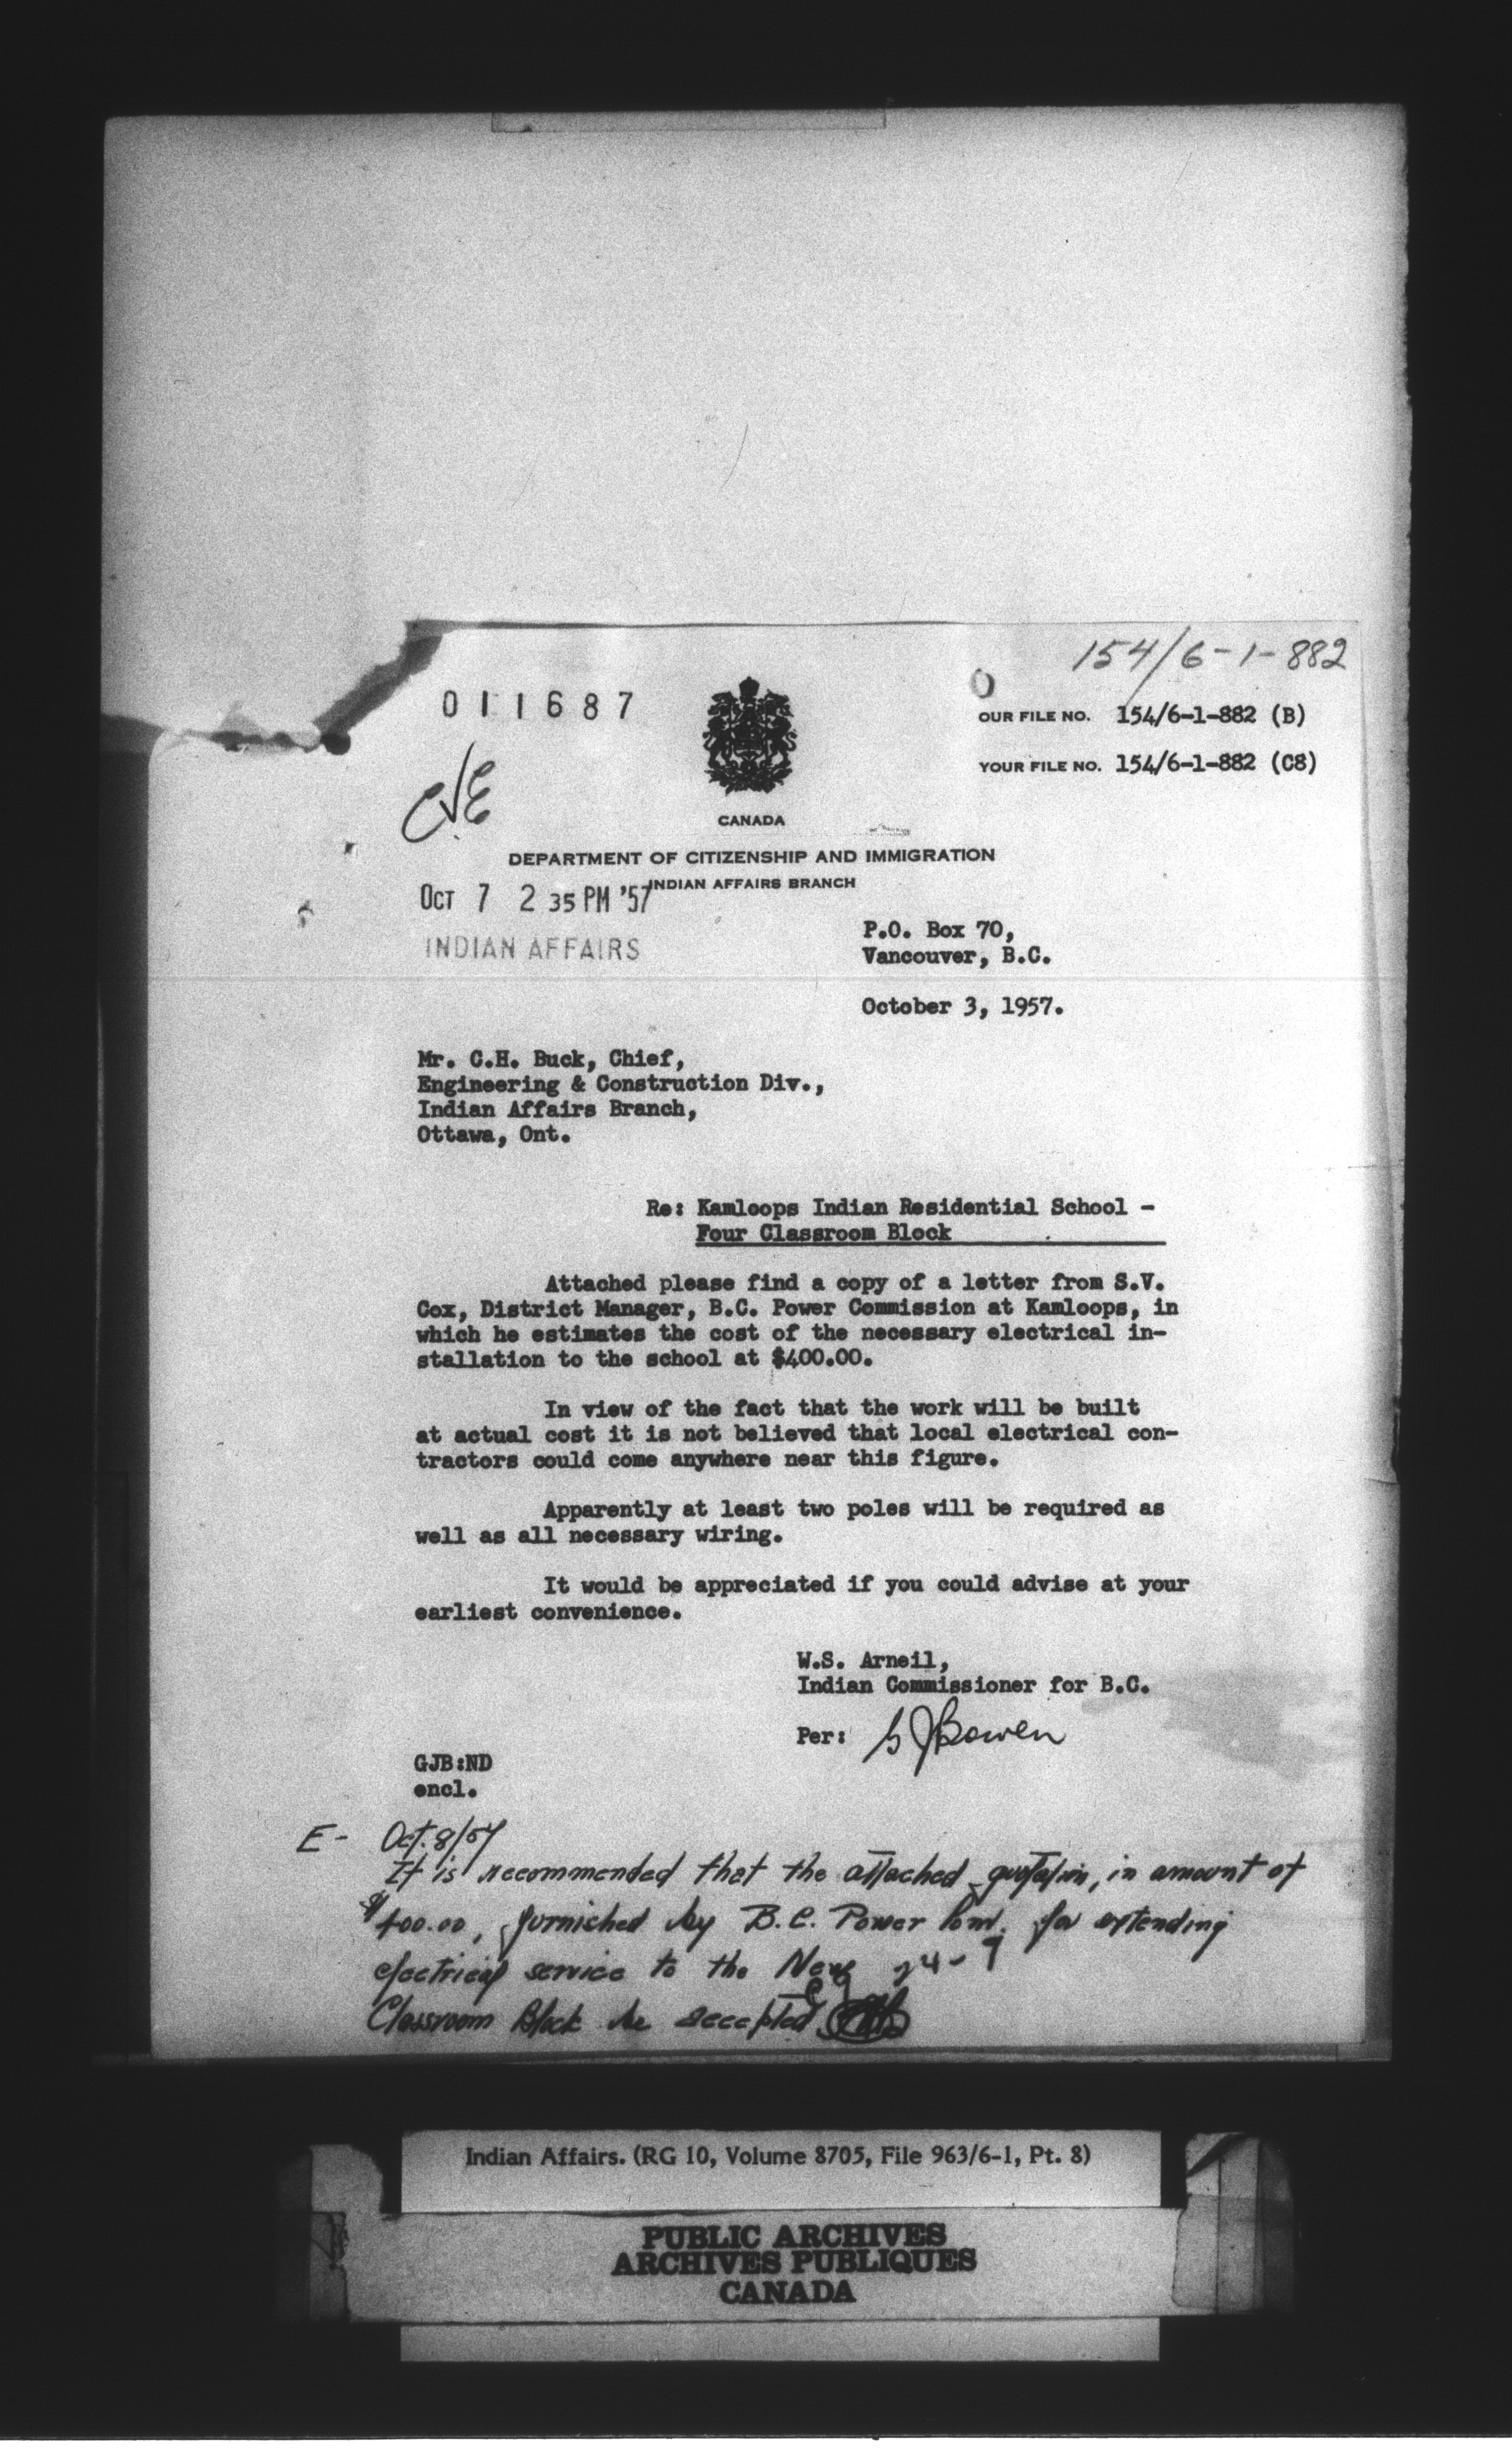 154/6-1-882
011687
OUR FILE NO. 154/6-1-882 (B)
YOUR FILE NO. 154/6-1-882 (C8)
CANADA
DEPARTMENT OF CITIZENSHIP AND IMMIGRATION
INDIAN AFFAIRS BRANCH
OCT 7 2 35 PM '57
INDIAN AFFAIRS
P.O. Box 70,
Vancouver, B.C.
October 3, 1957.
Mr. C.H. Buck, Chief,
Engineering & Construction Div.,
Indian Affairs Branch,
Ottawa, Ont.
Re: Kamloops Indian Residential School -
Four Classroom Block
Attached please find a copy of a letter from S.V.
Cox, District Manager, B.C. Power Commission at Kamloops, in
which he estimates the cost of the necessary electrical in-
stallation to the school at $400.00.
In view of the fact that the work will be built
at actual cost it is not believed that local electrical con-
tractors could come anywhere near this figure.
Apparently at least two poles will be required as
well as all necessary wiring.
It would be appreciated if you could advise at your
earliest convenience.
W.S. Arneil,
Indian Commissioner for B.C.
Per: GJBowen
GJB:ND
encl.
E- Oct. 8/57
It is recommended that the attached quotation, in amount of
$400.00, furnished by B.C. Power Com. for extending
electrical service to the New
Classroom Block be accepted
Indian Affairs. (RG 10, Volume 8705, File 963/6-1, Pt. 8)
PUBLIC ARCHIVES
ARCHIVES PUBLIQUES
CANADA